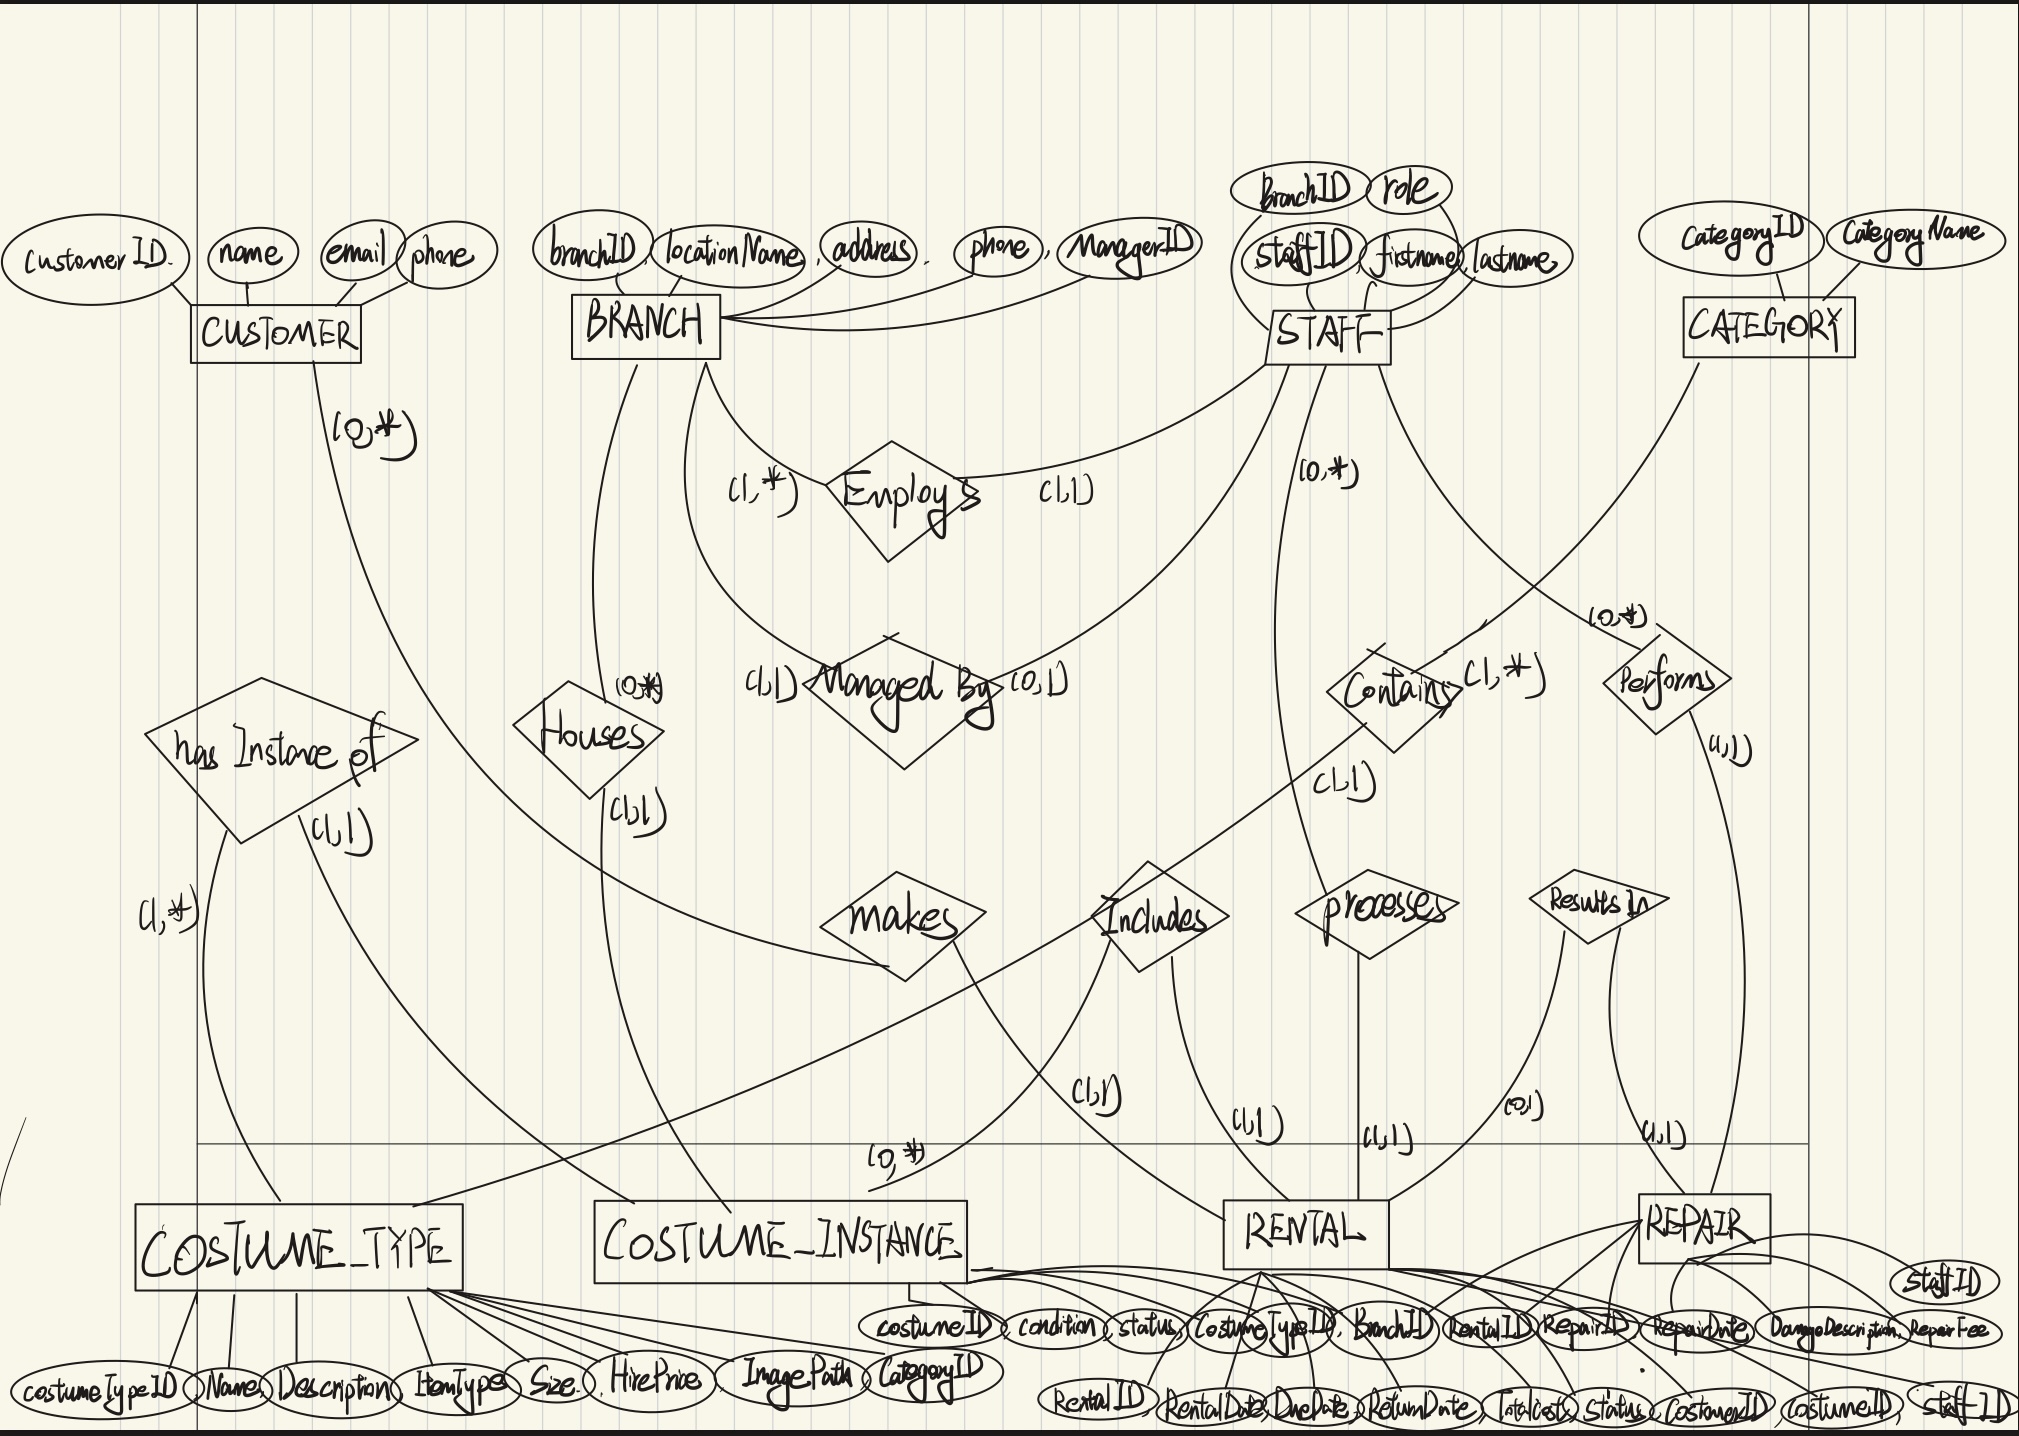 BranchID role
CustomerID name email phone
branchID, locationName, address, phone, ManagerID
staffID, firstname, lastname
CategoryID CategoryName
CUSTOMER
BRANCH
STAFF
CATEGORY
(0,*)
(1,*)
Employs
(1,1)
(0,*)
(0,*)
(1,1)
Managed By
(0,1)
Contains
(1,*)
Performs
(0,*)
has Instance of
Houses
(1,1)
(1,1)
(1,1)
(1,1)
(1,*)
makes
Includes
processes
Results In
(1,1)
(1,1)
(1,1)
(0,1)
(1,1)
(0,*)
COSTUME_TYPE
COSTUME_INSTANCE
RENTAL
REPAIR
staffID
costumeID, condition, status, CostumeTypeID, BranchID
RentalID, RepairID, RepairDate, DamageDescription, RepairFee
costumeTypeID, Name, Description, ItemType, Size, HirePrice, ImagePath, CategoryID
RentalID, RentalDate, DueDate, ReturnDate, TotalCost, Status, CostomerID, CostumeID, staffID